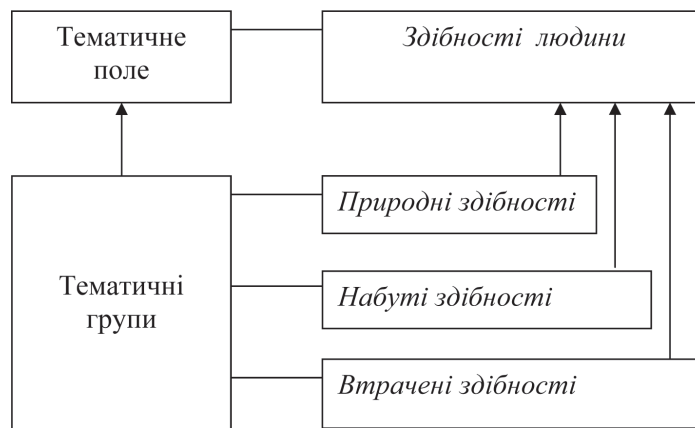 Тематичне
поле
Здібності людини
Природні здібності
Тематичні
групи
Набуті здібності
Втрачені здібності